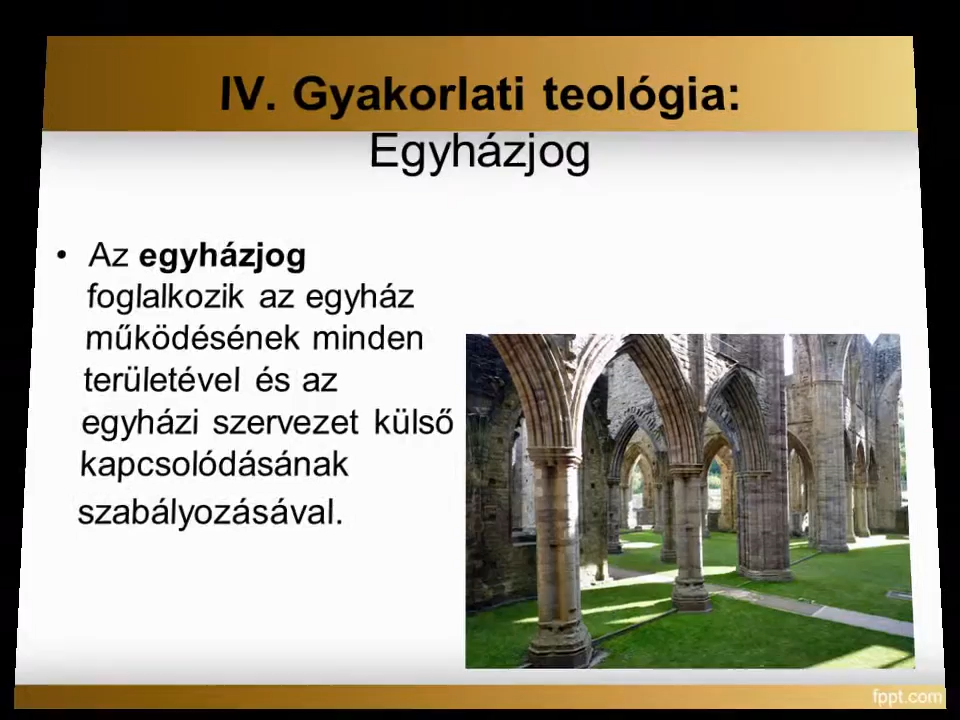 IV. Gyakorlati teológia:
Egyházjog
• Az egyházjog
foglalkozik az egyház
működésének minden
területével és az
egyházi szervezet külső
kapcsolódásának
szabályozásával.
fppt.com